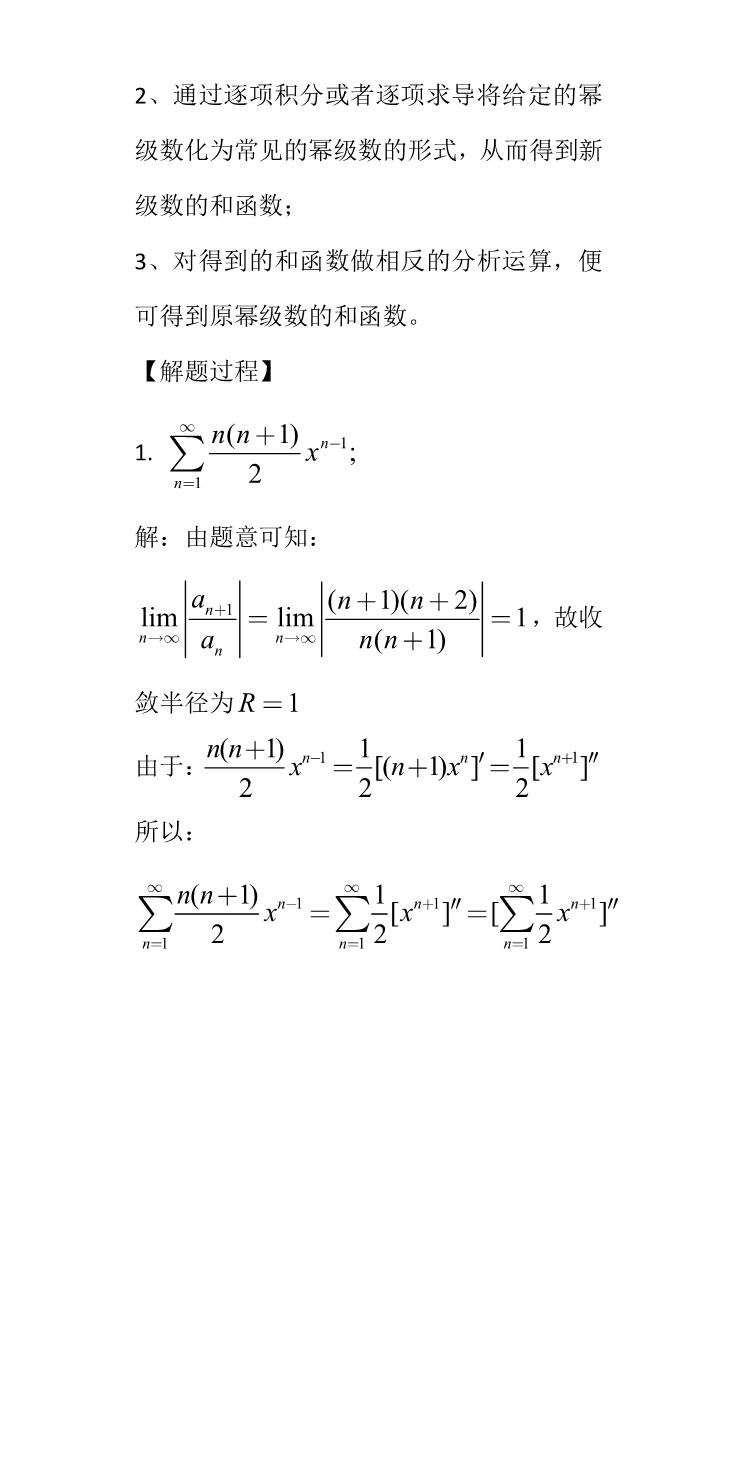 2、通过逐项积分或者逐项求导将给定的幂
级数化为常见的幂级数的形式，从而得到新
级数的和函数；
3、对得到的和函数做相反的分析运算，便
可得到原幂级数的和函数。
【解题过程】
1. $\sum_{n=1}^{\infty}\frac{n(n+1)}{2}x^{n-1};$
解：由题意可知：
$\lim_{n\to\infty}\left|\frac{a_{n+1}}{a_n}\right|=\lim_{n\to\infty}\left|\frac{(n+1)(n+2)}{n(n+1)}\right|=1$，故收
敛半径为$R=1$
由于：$\frac{n(n+1)}{2}x^{n-1}=\frac{1}{2}[(n+1)x^n]'=\frac{1}{2}[x^{n+1}]''$
所以：
$\sum_{n=1}^{\infty}\frac{n(n+1)}{2}x^{n-1}=\sum_{n=1}^{\infty}\frac{1}{2}[x^{n+1}]''=[\sum_{n=1}^{\infty}\frac{1}{2}x^{n+1}]''$